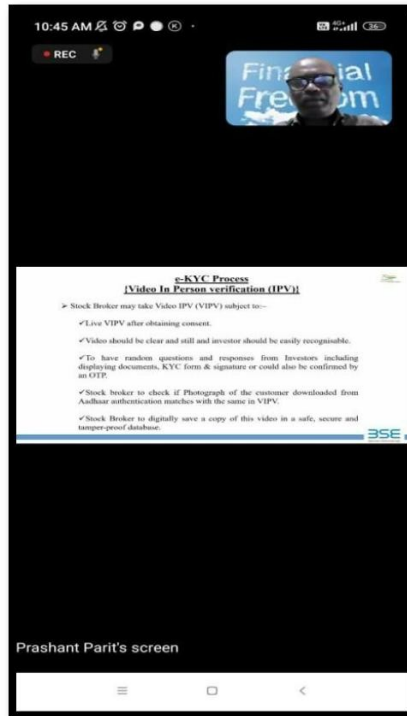 10:45 AM
4G+
36
REC
Financial
Freedom
e-KYC Process
{Video In Person verification (IPV)}
➢ Stock Broker may take Video IPV (VIPV) subject to:–
✓Live VIPV after obtaining consent.
✓Video should be clear and still and investor should be easily recognisable.
✓To have random questions and responses from Investors including
displaying documents, KYC form & signature or could also be confirmed by
an OTP.
✓Stock broker to check if Photograph of the customer downloaded from
Aadhaar authentication matches with the same in VIPV.
✓Stock Broker to digitally save a copy of this video in a safe, secure and
tamper-proof database.
BSE
Prashant Parit's screen